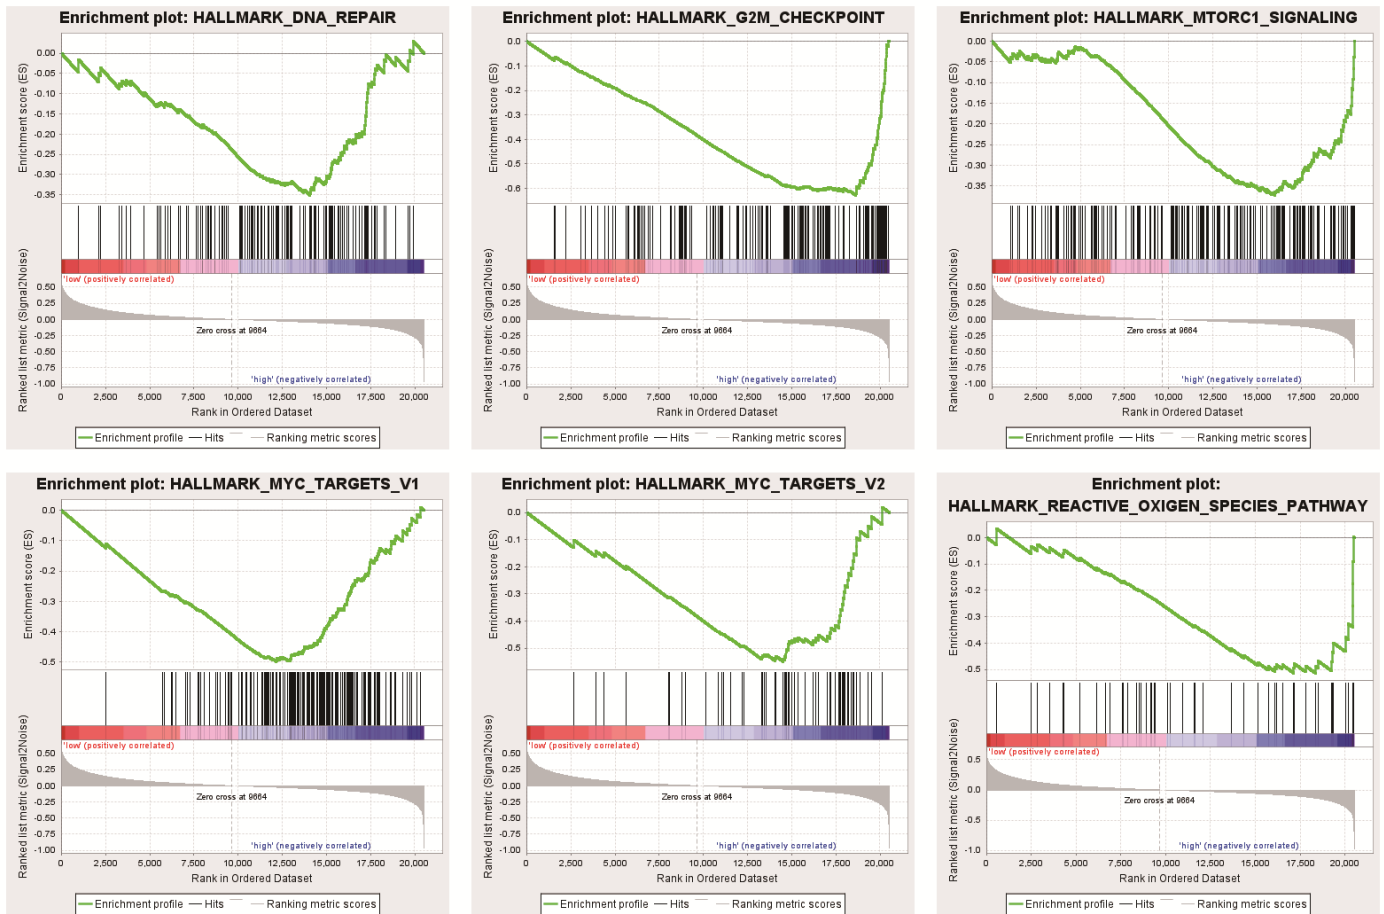 Enrichment plot: HALLMARK_DNA_REPAIR
Enrichment score (ES)
0.00
-0.05
-0.10
-0.15
-0.20
-0.25
-0.30
-0.35
'low' (positively correlated)
Ranked list metric (Signal2Noise)
0.50
0.25
0.00
-0.25
-0.50
-0.75
-1.00
Zero cross at 9664
'high' (negatively correlated)
0 2,500 5,000 7,500 10,000 12,500 15,000 17,500 20,000
Rank in Ordered Dataset
Enrichment profile Hits Ranking metric scores
Enrichment plot: HALLMARK_G2M_CHECKPOINT
Enrichment score (ES)
0.0
-0.1
-0.2
-0.3
-0.4
-0.5
-0.6
'low' (positively correlated)
Ranked list metric (Signal2Noise)
0.50
0.25
0.00
-0.25
-0.50
-0.75
-1.00
Zero cross at 9664
'high' (negatively correlated)
0 2,500 5,000 7,500 10,000 12,500 15,000 17,500 20,000
Rank in Ordered Dataset
Enrichment profile Hits Ranking metric scores
Enrichment plot: HALLMARK_MTORC1_SIGNALING
Enrichment score (ES)
0.00
-0.05
-0.10
-0.15
-0.20
-0.25
-0.30
-0.35
'low' (positively correlated)
Ranked list metric (Signal2Noise)
0.50
0.25
0.00
-0.25
-0.50
-0.75
-1.00
Zero cross at 9664
'high' (negatively correlated)
0 2,500 5,000 7,500 10,000 12,500 15,000 17,500 20,000
Rank in Ordered Dataset
Enrichment profile Hits Ranking metric scores
Enrichment plot: HALLMARK_MYC_TARGETS_V1
Enrichment score (ES)
0.0
-0.1
-0.2
-0.3
-0.4
-0.5
'low' (positively correlated)
Ranked list metric (Signal2Noise)
0.50
0.25
0.00
-0.25
-0.50
-0.75
-1.00
Zero cross at 9664
'high' (negatively correlated)
0 2,500 5,000 7,500 10,000 12,500 15,000 17,500 20,000
Rank in Ordered Dataset
Enrichment profile Hits Ranking metric scores
Enrichment plot: HALLMARK_MYC_TARGETS_V2
Enrichment score (ES)
0.0
-0.1
-0.2
-0.3
-0.4
-0.5
'low' (positively correlated)
Ranked list metric (Signal2Noise)
0.50
0.25
0.00
-0.25
-0.50
-0.75
-1.00
Zero cross at 9664
'high' (negatively correlated)
0 2,500 5,000 7,500 10,000 12,500 15,000 17,500 20,000
Rank in Ordered Dataset
Enrichment profile Hits Ranking metric scores
Enrichment plot:
HALLMARK_REACTIVE_OXIGEN_SPECIES_PATHWAY
Enrichment score (ES)
0.0
-0.1
-0.2
-0.3
-0.4
-0.5
'low' (positively correlated)
Ranked list metric (Signal2Noise)
0.5
0.0
-0.5
-1.0
Zero cross at 9664
'high' (negatively correlated)
0 2,500 5,000 7,500 10,000 12,500 15,000 17,500 20,000
Rank in Ordered Dataset
Enrichment profile Hits Ranking metric scores